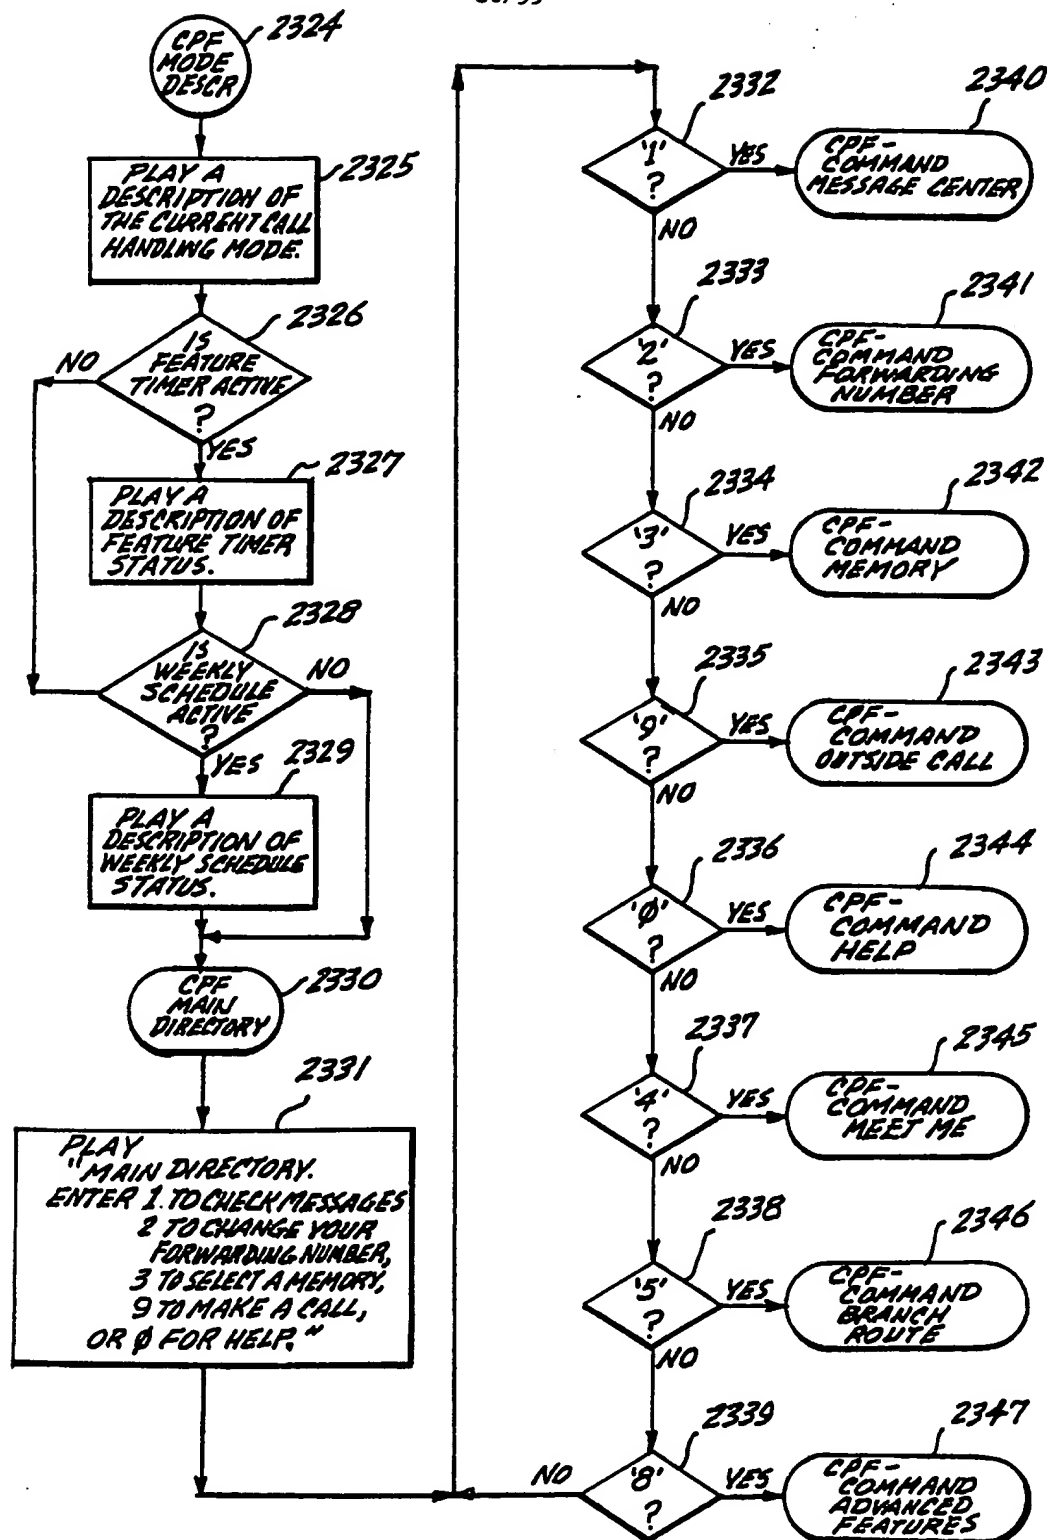 CPF
MODE
DESCR
2324
PLAY A
DESCRIPTION OF
THE CURRENT CALL
HANDLING MODE.
2325
IS
FEATURE
TIMER ACTIVE
?
2326
NO
YES
PLAY A
DESCRIPTION OF
FEATURE TIMER
STATUS.
2327
IS
WEEKLY
SCHEDULE
ACTIVE
?
2328
NO
YES
PLAY A
DESCRIPTION OF
WEEKLY SCHEDULE
STATUS.
2329
CPF
MAIN
DIRECTORY
2330
2331
PLAY
"MAIN DIRECTORY.
ENTER 1 TO CHECK MESSAGES
2 TO CHANGE YOUR
FORWARDING NUMBER,
3 TO SELECT A MEMORY,
9 TO MAKE A CALL,
OR Ø FOR HELP."
2332
'1'
?
YES
NO
2340
CPF-
COMMAND
MESSAGE CENTER
2333
'2'
?
YES
NO
2341
CPF-
COMMAND
FORWARDING
NUMBER
2334
'3'
?
YES
NO
2342
CPF-
COMMAND
MEMORY
2335
'9'
?
YES
NO
2343
CPF-
COMMAND
OUTSIDE CALL
2336
'Ø'
?
YES
NO
2344
CPF-
COMMAND
HELP
2337
'4'
?
YES
NO
2345
CPF-
COMMAND
MEET ME
2338
'5'
?
YES
NO
2346
CPF-
COMMAND
BRANCH
ROUTE
2339
'8'
?
NO
YES
2347
CPF-
COMMAND
ADVANCED
FEATURES